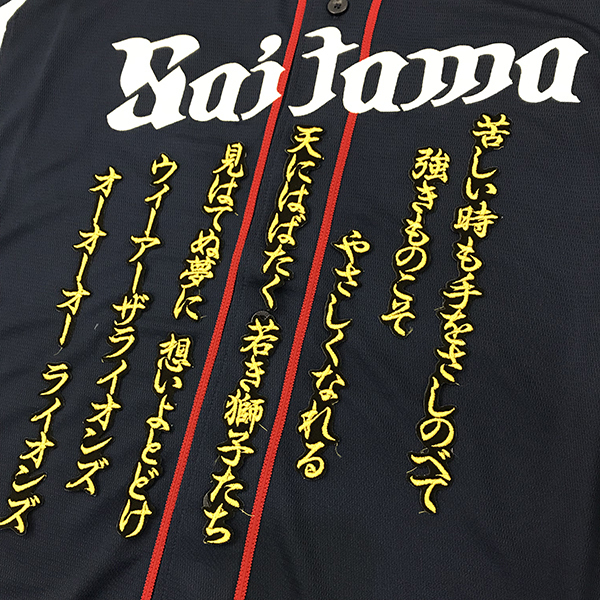 Saitama
苦しい時も手をさしのべて
強きものこそ
やさしくなれる
天にはばたく 若き獅子たち
見はてぬ夢に 想いよとどけ
ウィーアーザライオンズ
オーオーオー ライオンズ